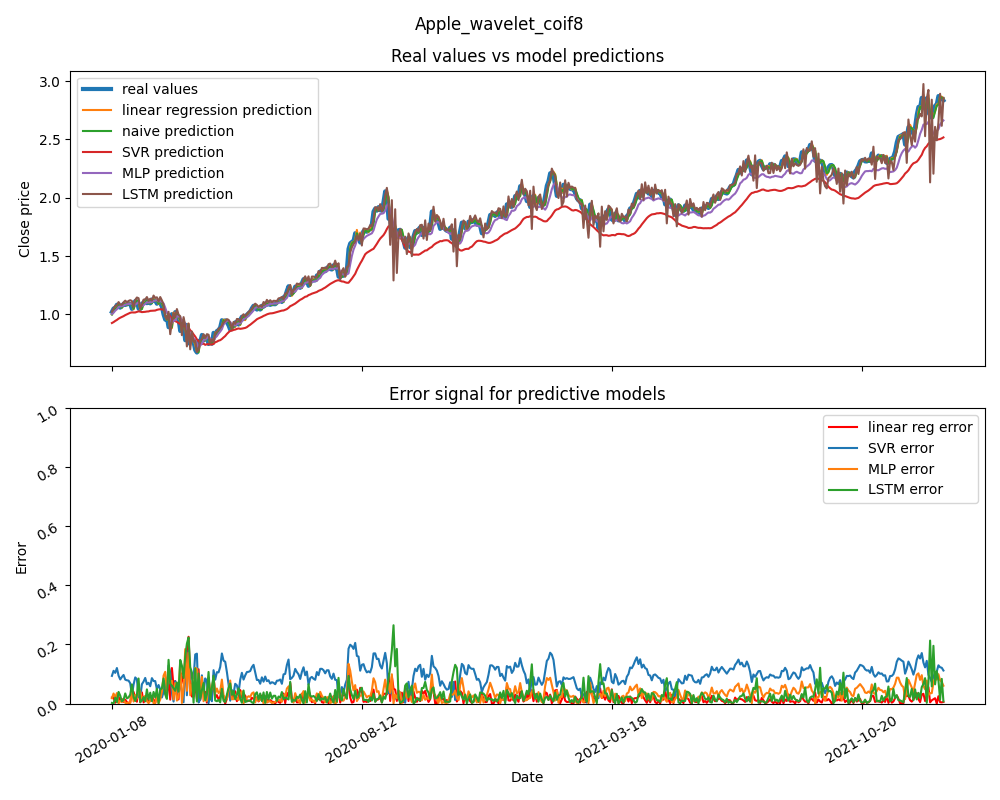 Apple_wavelet_coif8
Real values vs model predictions
3.0
2.5
2.0
1.5
1.0
Close price
real values
linear regression prediction
naive prediction
SVR prediction
MLP prediction
LSTM prediction
Error signal for predictive models
1.0
0.8
0.6
0.4
0.2
0.0
Error
linear reg error
SVR error
MLP error
LSTM error
2020-01-08
2020-08-12
2021-03-18
2021-10-20
Date